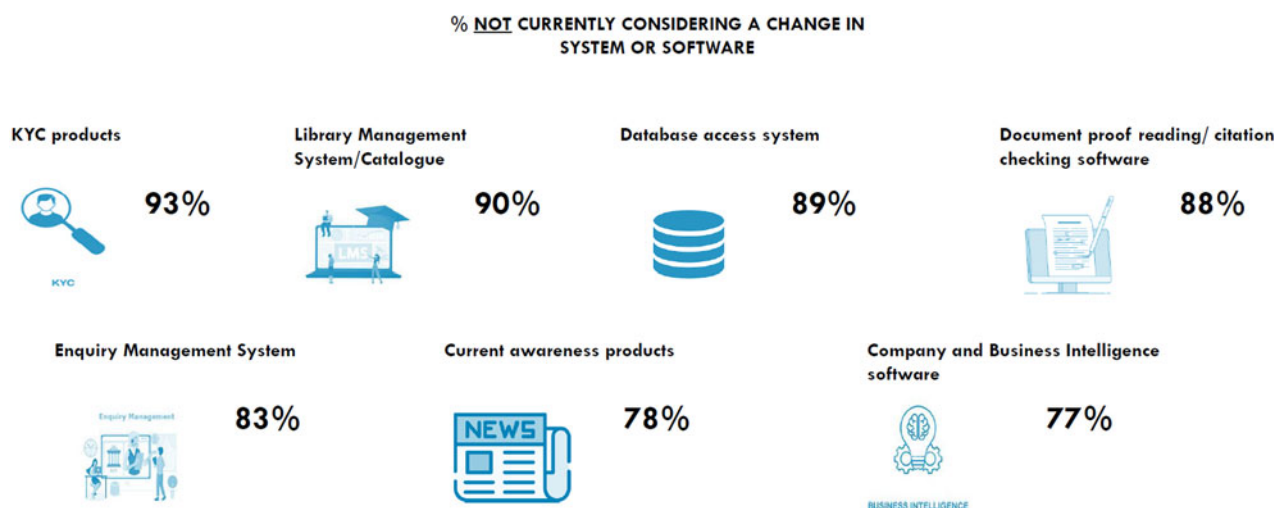 % NOT CURRENTLY CONSIDERING A CHANGE IN
SYSTEM OR SOFTWARE
KYC products
93%
KYC
Library Management
System/Catalogue
90%
LMS
Database access system
89%
Document proof reading/ citation
checking software
88%
Enquiry Management System
83%
Enquiry Management
Current awareness products
78%
NEWS
Company and Business Intelligence
software
77%
BUSINESS INTELLIGENCE